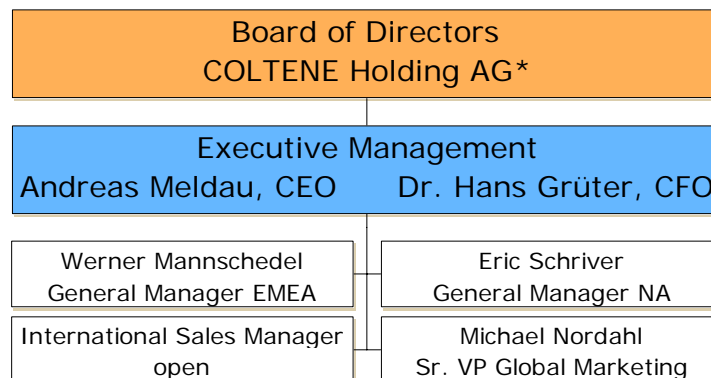 Board of Directors
COLTENE Holding AG*
Executive Management
Andreas Meldau, CEO Dr. Hans Grüter, CFO
Werner Mannschedel
General Manager EMEA
Eric Schriver
General Manager NA
International Sales Manager
open
Michael Nordahl
Sr. VP Global Marketing